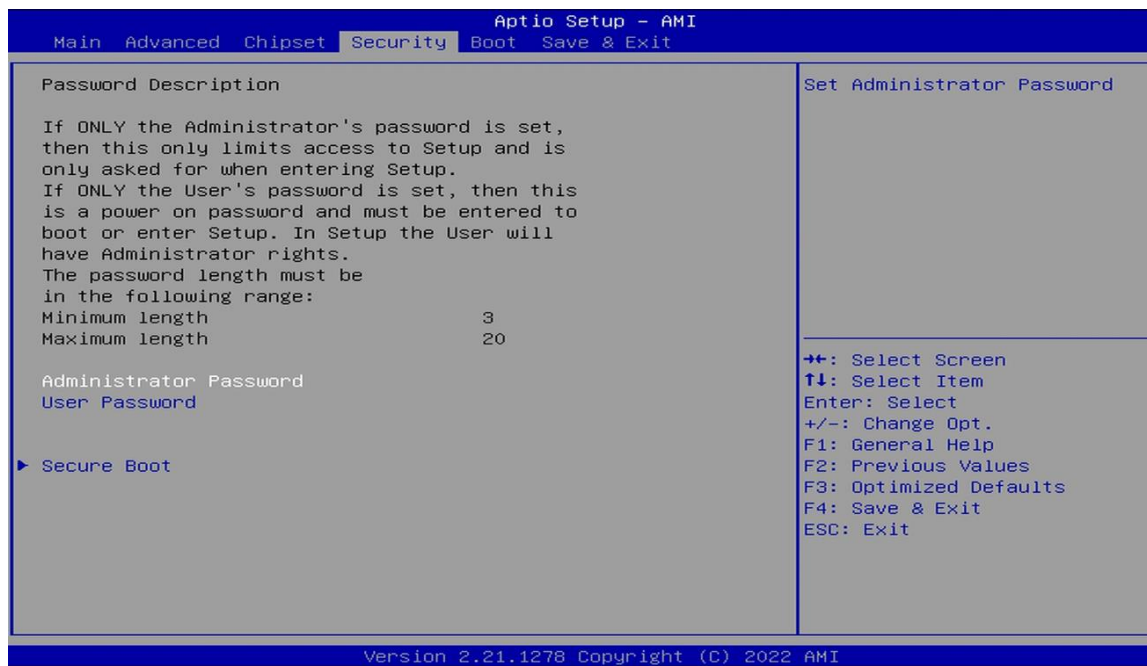 Aptio Setup – AMI
Main Advanced Chipset Security Boot Save & Exit
Password Description
If ONLY the Administrator's password is set,
then this only limits access to Setup and is
only asked for when entering Setup.
If ONLY the User's password is set, then this
is a power on password and must be entered to
boot or enter Setup. In Setup the User will
have Administrator rights.
The password length must be
in the following range:
Minimum length 3
Maximum length 20
Administrator Password
User Password
▶ Secure Boot
Set Administrator Password
→←: Select Screen
↑↓: Select Item
Enter: Select
+/-: Change Opt.
F1: General Help
F2: Previous Values
F3: Optimized Defaults
F4: Save & Exit
ESC: Exit
Version 2.21.1278 Copyright (C) 2022 AMI